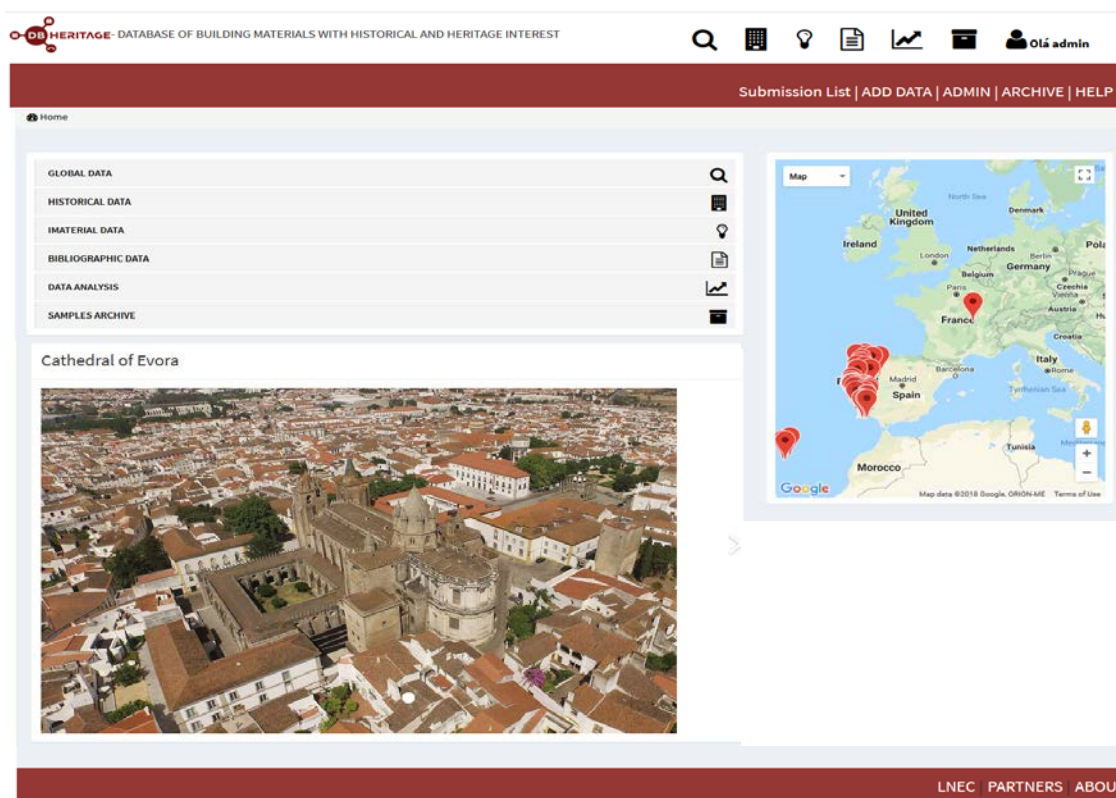 DB HERITAGE - DATABASE OF BUILDING MATERIALS WITH HISTORICAL AND HERITAGE INTEREST
Olá admin
Submission List | ADD DATA | ADMIN | ARCHIVE | HELP
Home
GLOBAL DATA
HISTORICAL DATA
IMATERIAL DATA
BIBLIOGRAPHIC DATA
DATA ANALYSIS
SAMPLES ARCHIVE
Cathedral of Evora
Map
North Sea
Denmark
United
Kingdom
Ireland
Netherlands
Berlin
London
Germany
Belgium
Prague
Paris
Czechia
Vienna
Austria
France
Croatia
Italy
Barcelona
Rome
Madrid
Spain
Tyrrhenian Sea
Tunisia
Morocco
Google
Map data ©2018 Google, ORION-ME Terms of Use
LNEC | PARTNERS | ABOU